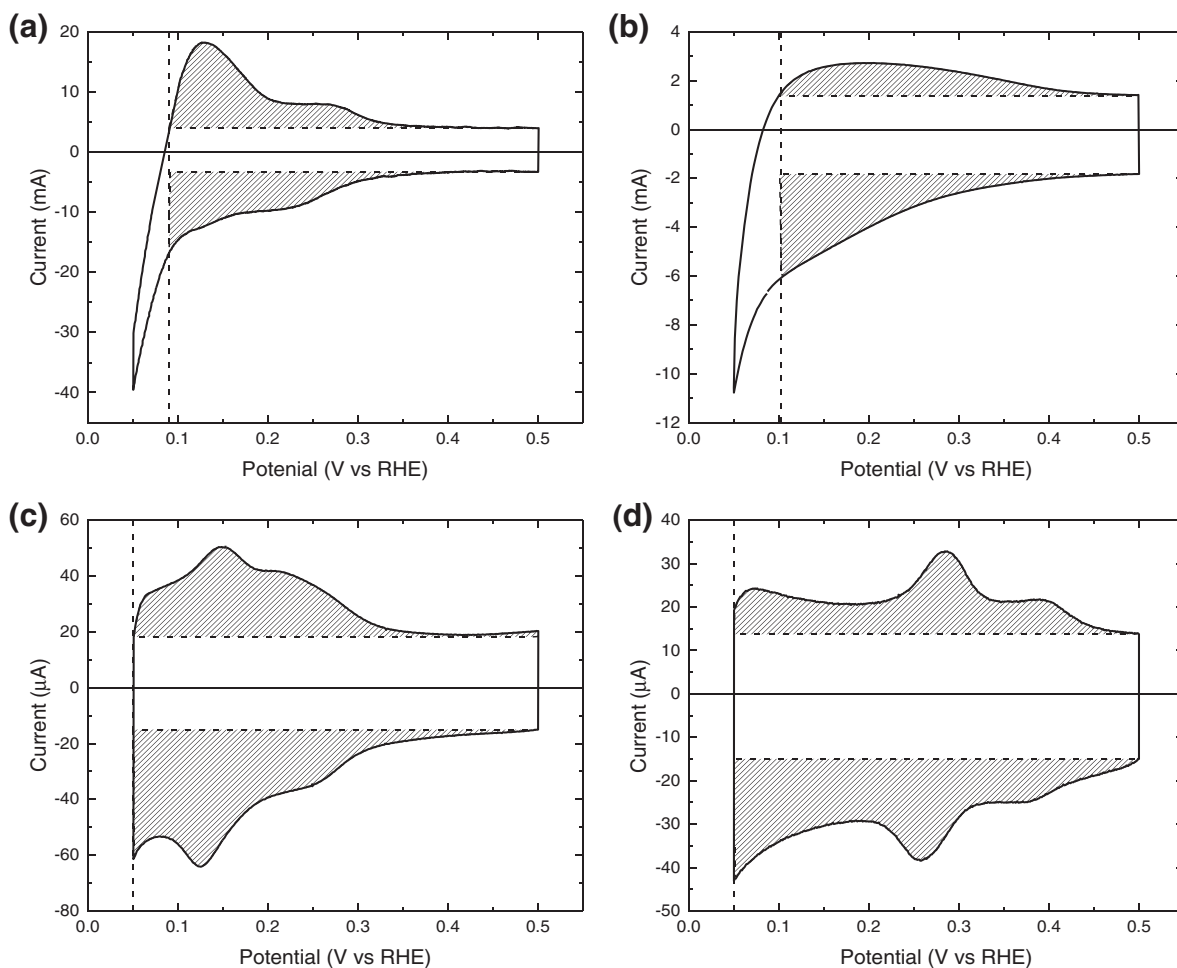 (a)
20
10
0
-10
-20
-30
-40
Current (mA)
0.0 0.1 0.2 0.3 0.4 0.5
Potenial (V vs RHE)
(b)
4
2
0
-2
-4
-6
-8
-10
-12
Current (mA)
0.0 0.1 0.2 0.3 0.4 0.5
Potential (V vs RHE)
(c)
60
40
20
0
-20
-40
-60
-80
Current (μA)
0.0 0.1 0.2 0.3 0.4 0.5
Potential (V vs RHE)
(d)
40
30
20
10
0
-10
-20
-30
-40
-50
Current (μA)
0.0 0.1 0.2 0.3 0.4 0.5
Potential (V vs RHE)